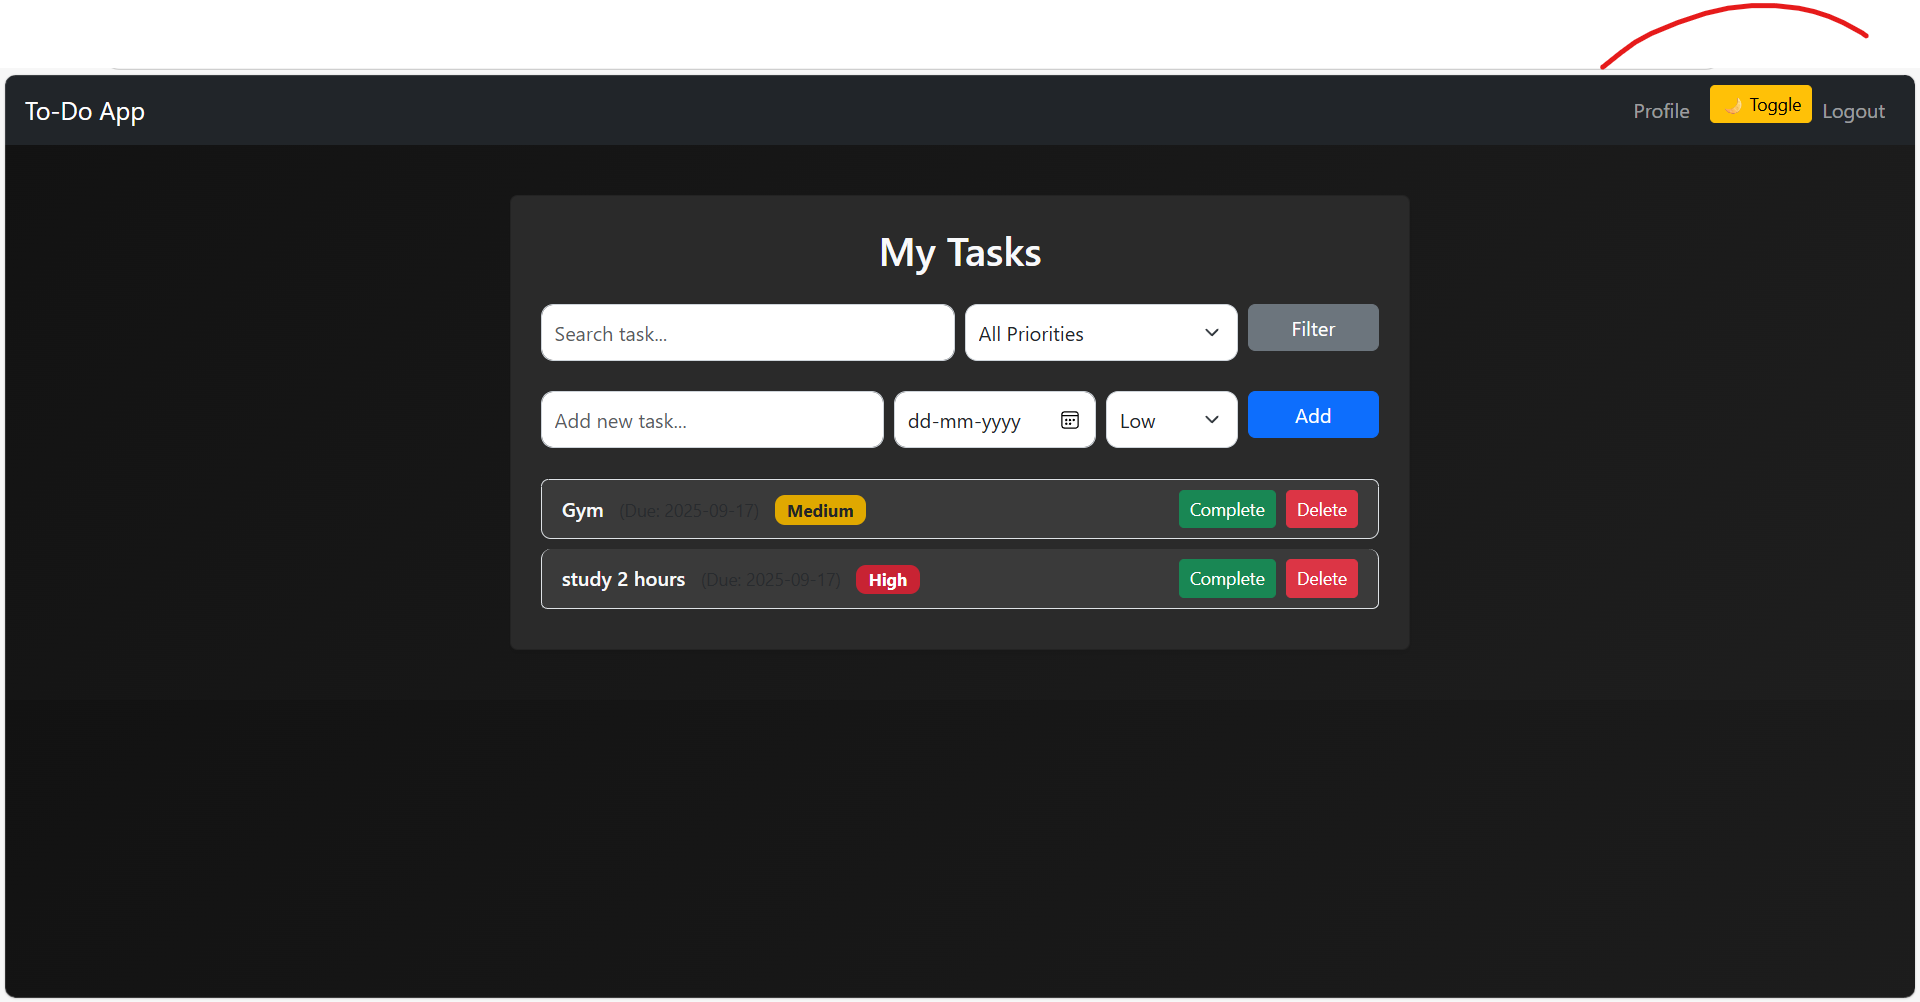 To-Do App Profile 🌙 Toggle Logout
My Tasks
Search task... All Priorities Filter
Add new task... dd-mm-yyyy Low Add
Gym (Due: 2025-09-17) Medium Complete Delete
study 2 hours (Due: 2025-09-17) High Complete Delete